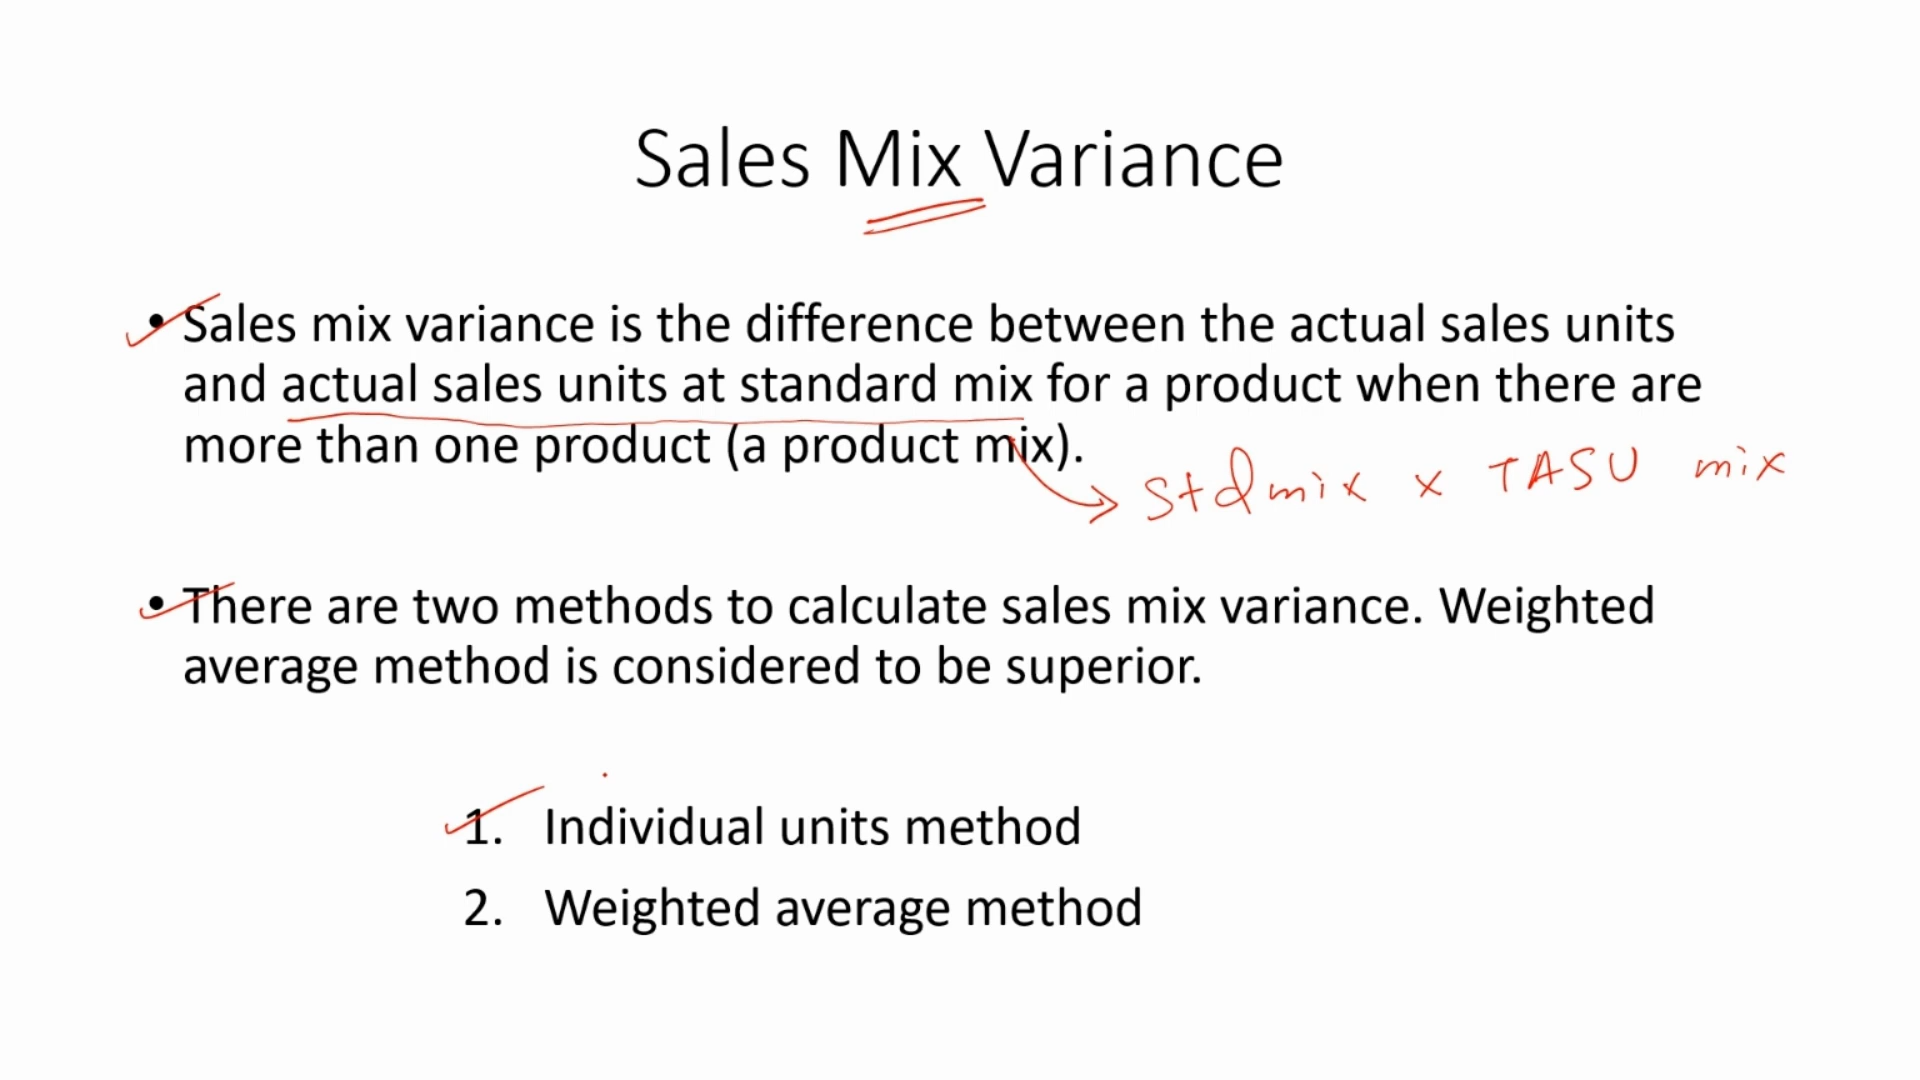 Sales Mix Variance
• Sales mix variance is the difference between the actual sales units
and actual sales units at standard mix for a product when there are
more than one product (a product mix).
Std mix x TASU mix
• There are two methods to calculate sales mix variance. Weighted
average method is considered to be superior.
1. Individual units method
2. Weighted average method